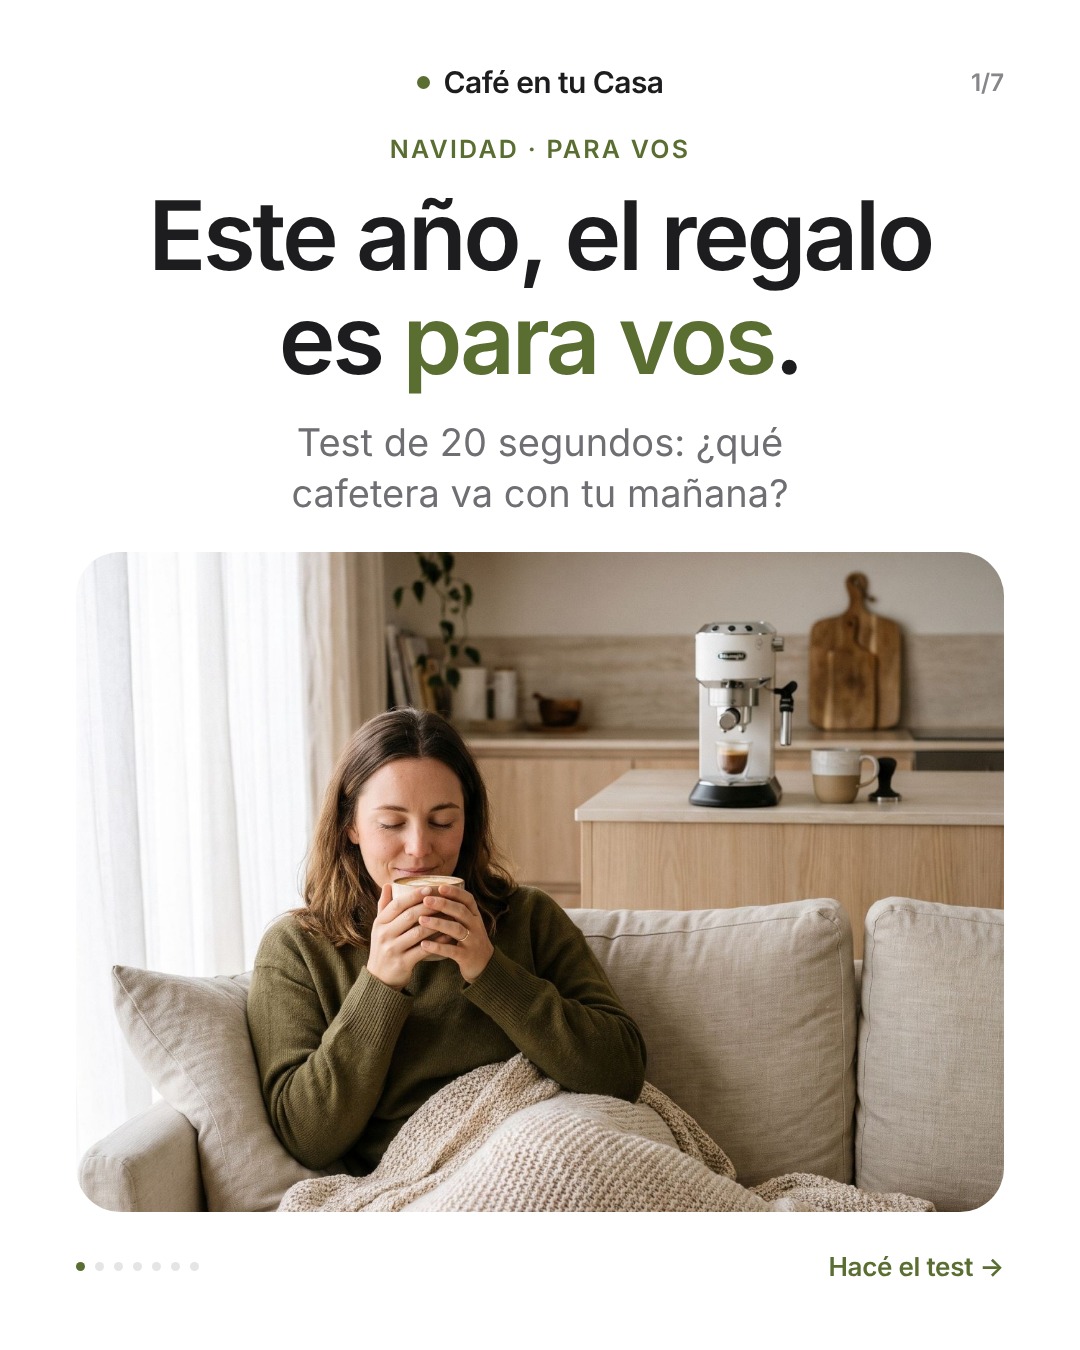 Café en tu Casa
1/7
NAVIDAD · PARA VOS
Este año, el regalo
es para vos.
Test de 20 segundos: ¿qué
cafetera va con tu mañana?
DeLonghi
Hacé el test →